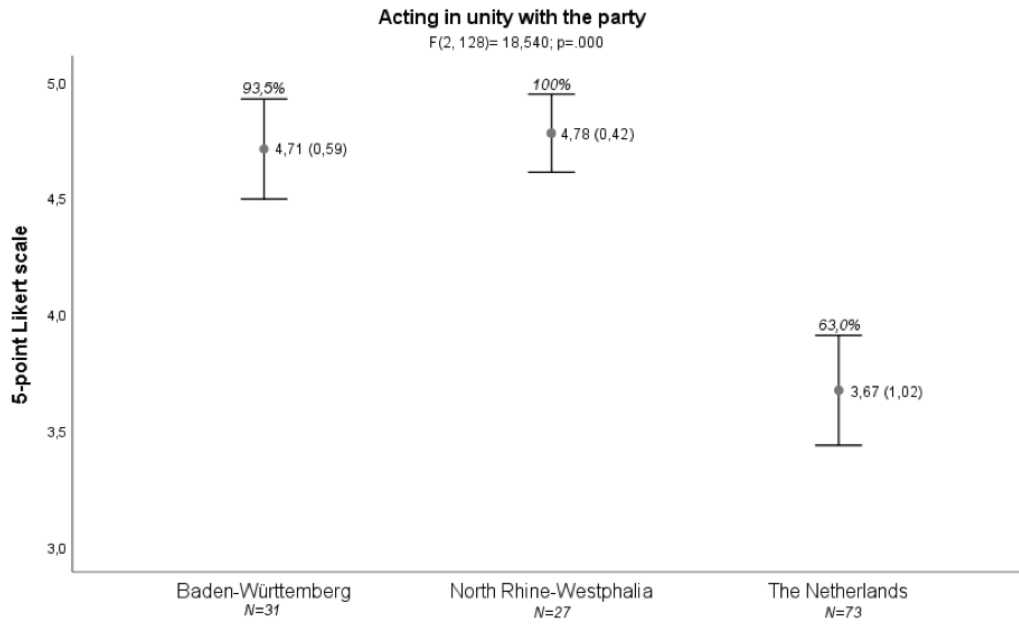 Acting in unity with the party
F(2, 128)= 18,540; p=.000
5-point Likert scale
5,0
4,5
4,0
3,5
3,0
93,5%
4,71 (0,59)
100%
4,78 (0,42)
63,0%
3,67 (1,02)
Baden-Württemberg
N=31
North Rhine-Westphalia
N=27
The Netherlands
N=73